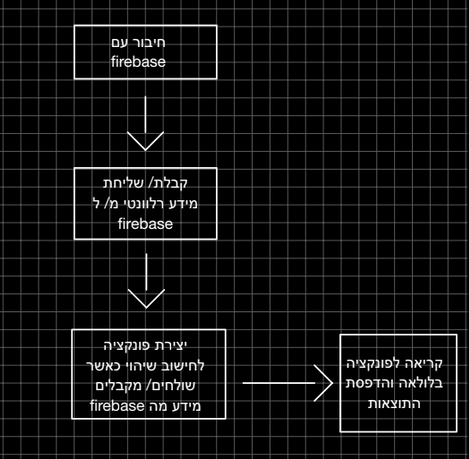 חיבור עם
firebase
קבלת/ שליחת
מידע רלוונטי מ/ ל
firebase
יצירת פונקציה
לחישוב שיהוי כאשר
שולחים/ מקבלים
מידע מה firebase
קריאה לפונקציה
בלולאה והדפסת
התוצאות